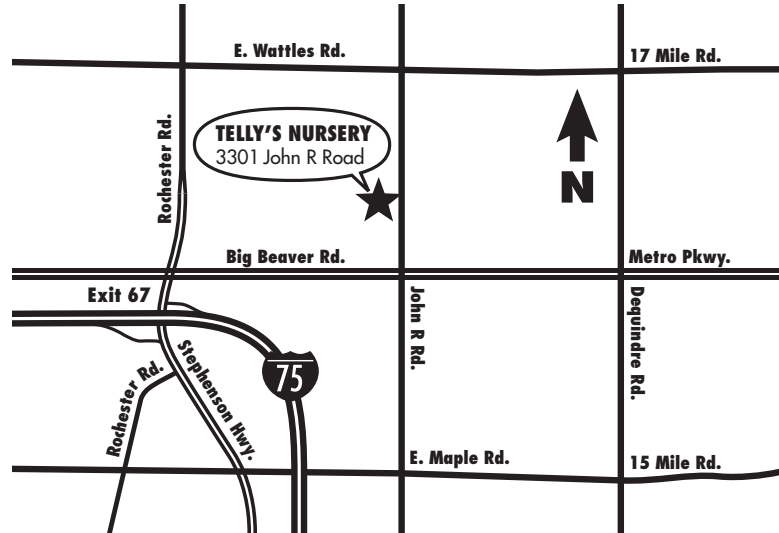 E. Wattles Rd.
17 Mile Rd.
Rochester Rd.
TELLY'S NURSERY
3301 John R Road
N
Big Beaver Rd.
Metro Pkwy.
Exit 67
John R Rd.
Dequindre Rd.
Stephenson Hwy.
75
Rochester Rd.
E. Maple Rd.
15 Mile Rd.